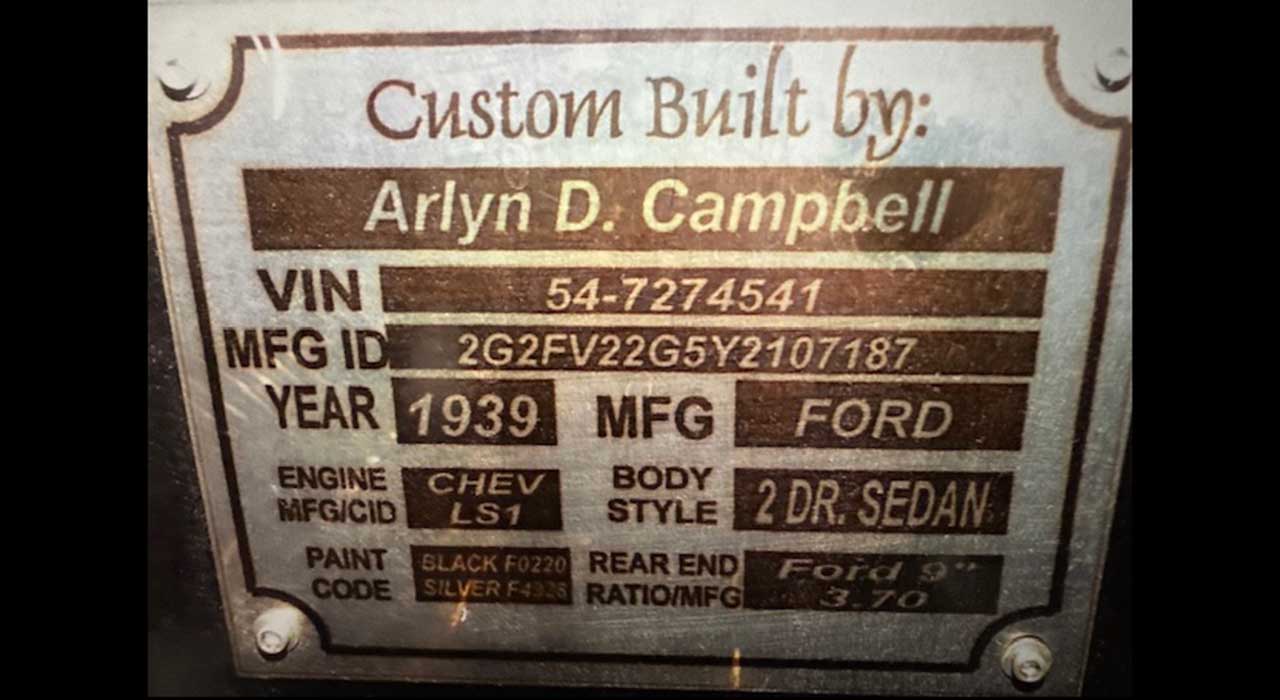 Custom Built by:
Arlyn D. Campbell
VIN 54-7274541
MFG ID 2G2FV22G5Y2107187
YEAR 1939 MFG FORD
ENGINE MFG/CID CHEV LS1
BODY STYLE 2 DR. SEDAN
PAINT CODE BLACK F0220 SILVER
REAR END RATIO/MFG Ford 9" 3.70